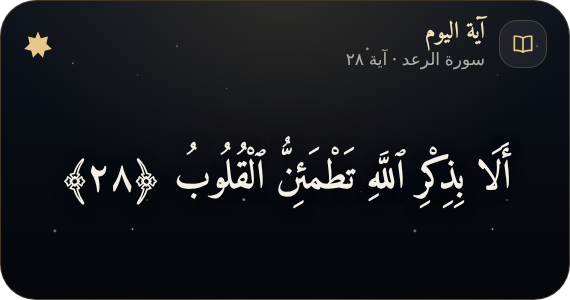 آية اليوم
سورة الرعد · آية ٢٨
أَلَا بِذِكْرِ ٱللَّهِ تَطْمَئِنُّ ٱلْقُلُوبُ ﴿٢٨﴾